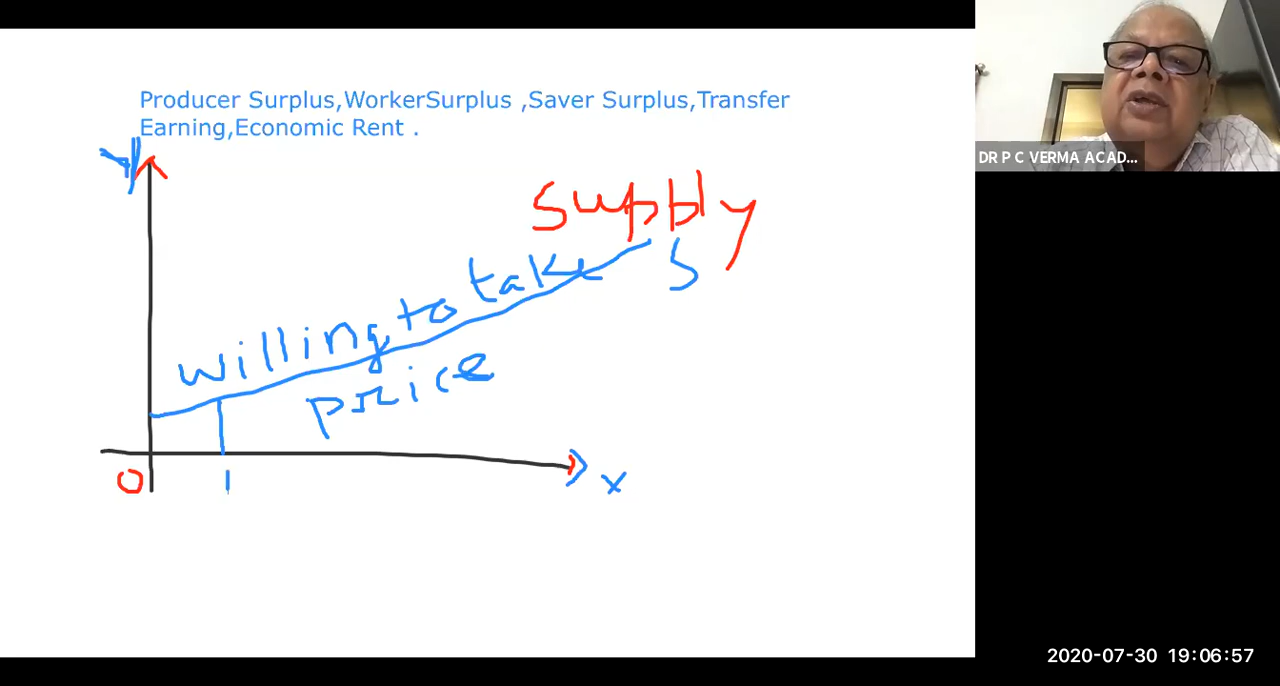 Producer Surplus,WorkerSurplus ,Saver Surplus,Transfer
Earning,Economic Rent .
DR P C VERMA ACAD...
y
supply
S
willing to take
price
0
1
x
2020-07-30 19:06:57